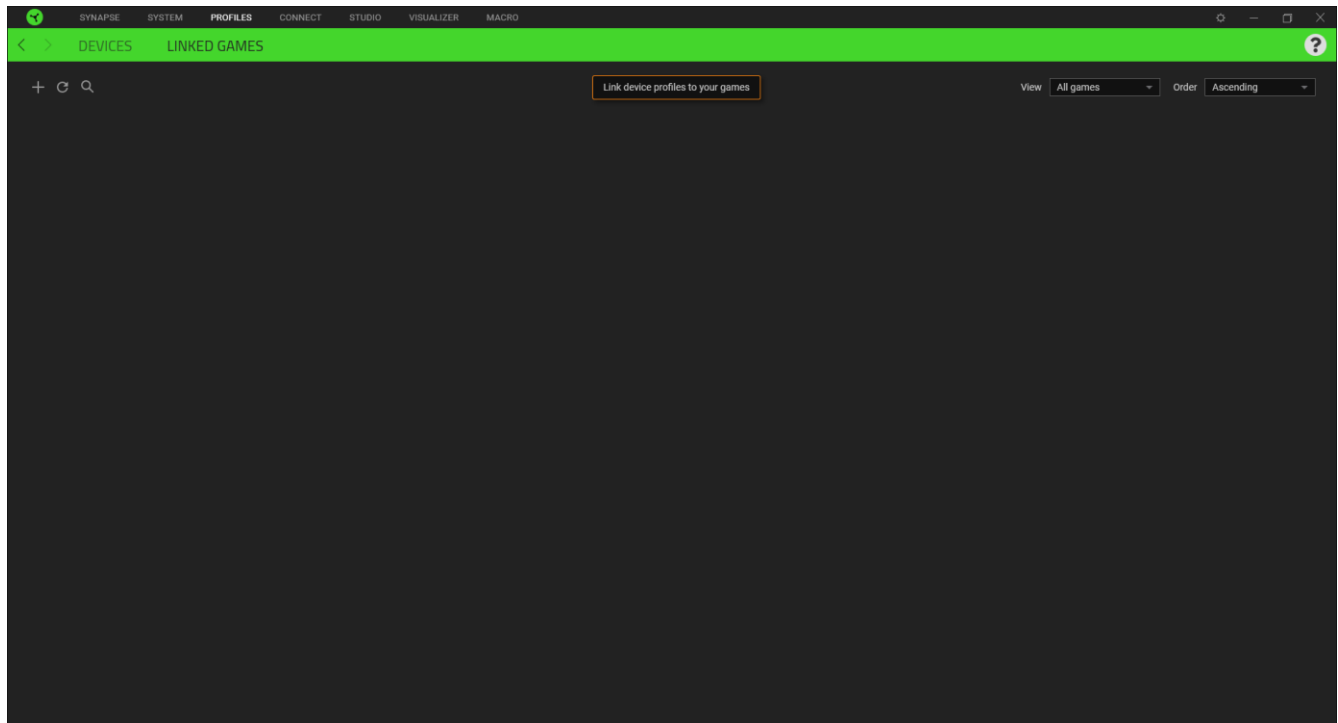 SYNAPSE SYSTEM PROFILES CONNECT STUDIO VISUALIZER MACRO
DEVICES LINKED GAMES ?
Link device profiles to your games View All games Order Ascending